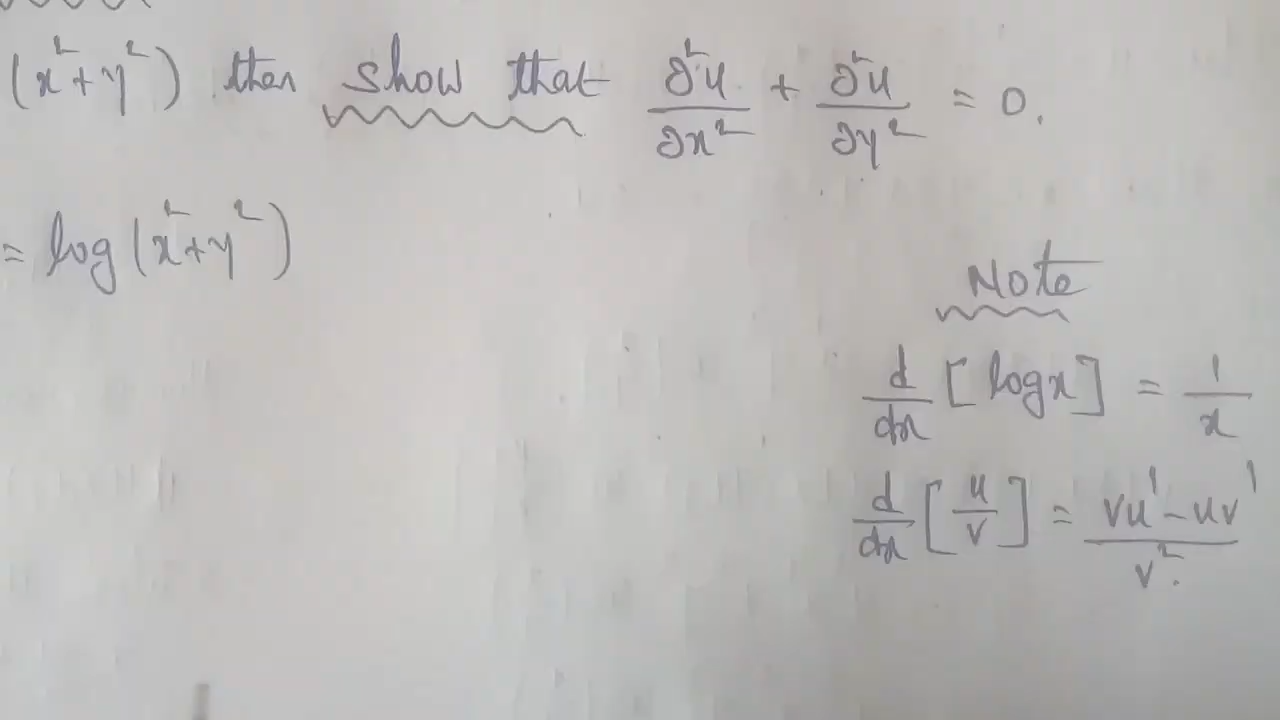 (x²+y²) then show that ∂²u/∂x² + ∂²u/∂y² = 0.
= log(x²+y²)
Note
d/dx [log x] = 1/x
d/dx [u/v] = vu' - uv' / v².